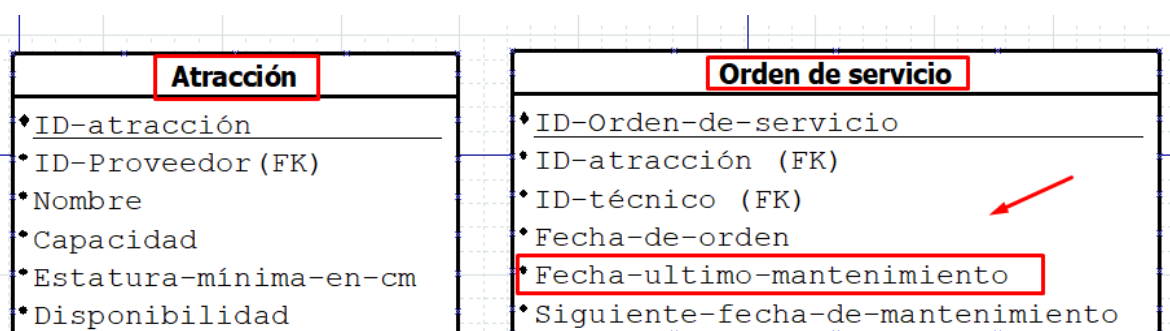 Atracción
ID-atracción
ID-Proveedor(FK)
Nombre
Capacidad
Estatura-mínima-en-cm
Disponibilidad
Orden de servicio
ID-Orden-de-servicio
ID-atracción (FK)
ID-técnico (FK)
Fecha-de-orden
Fecha-ultimo-mantenimiento
Siguiente-fecha-de-mantenimiento